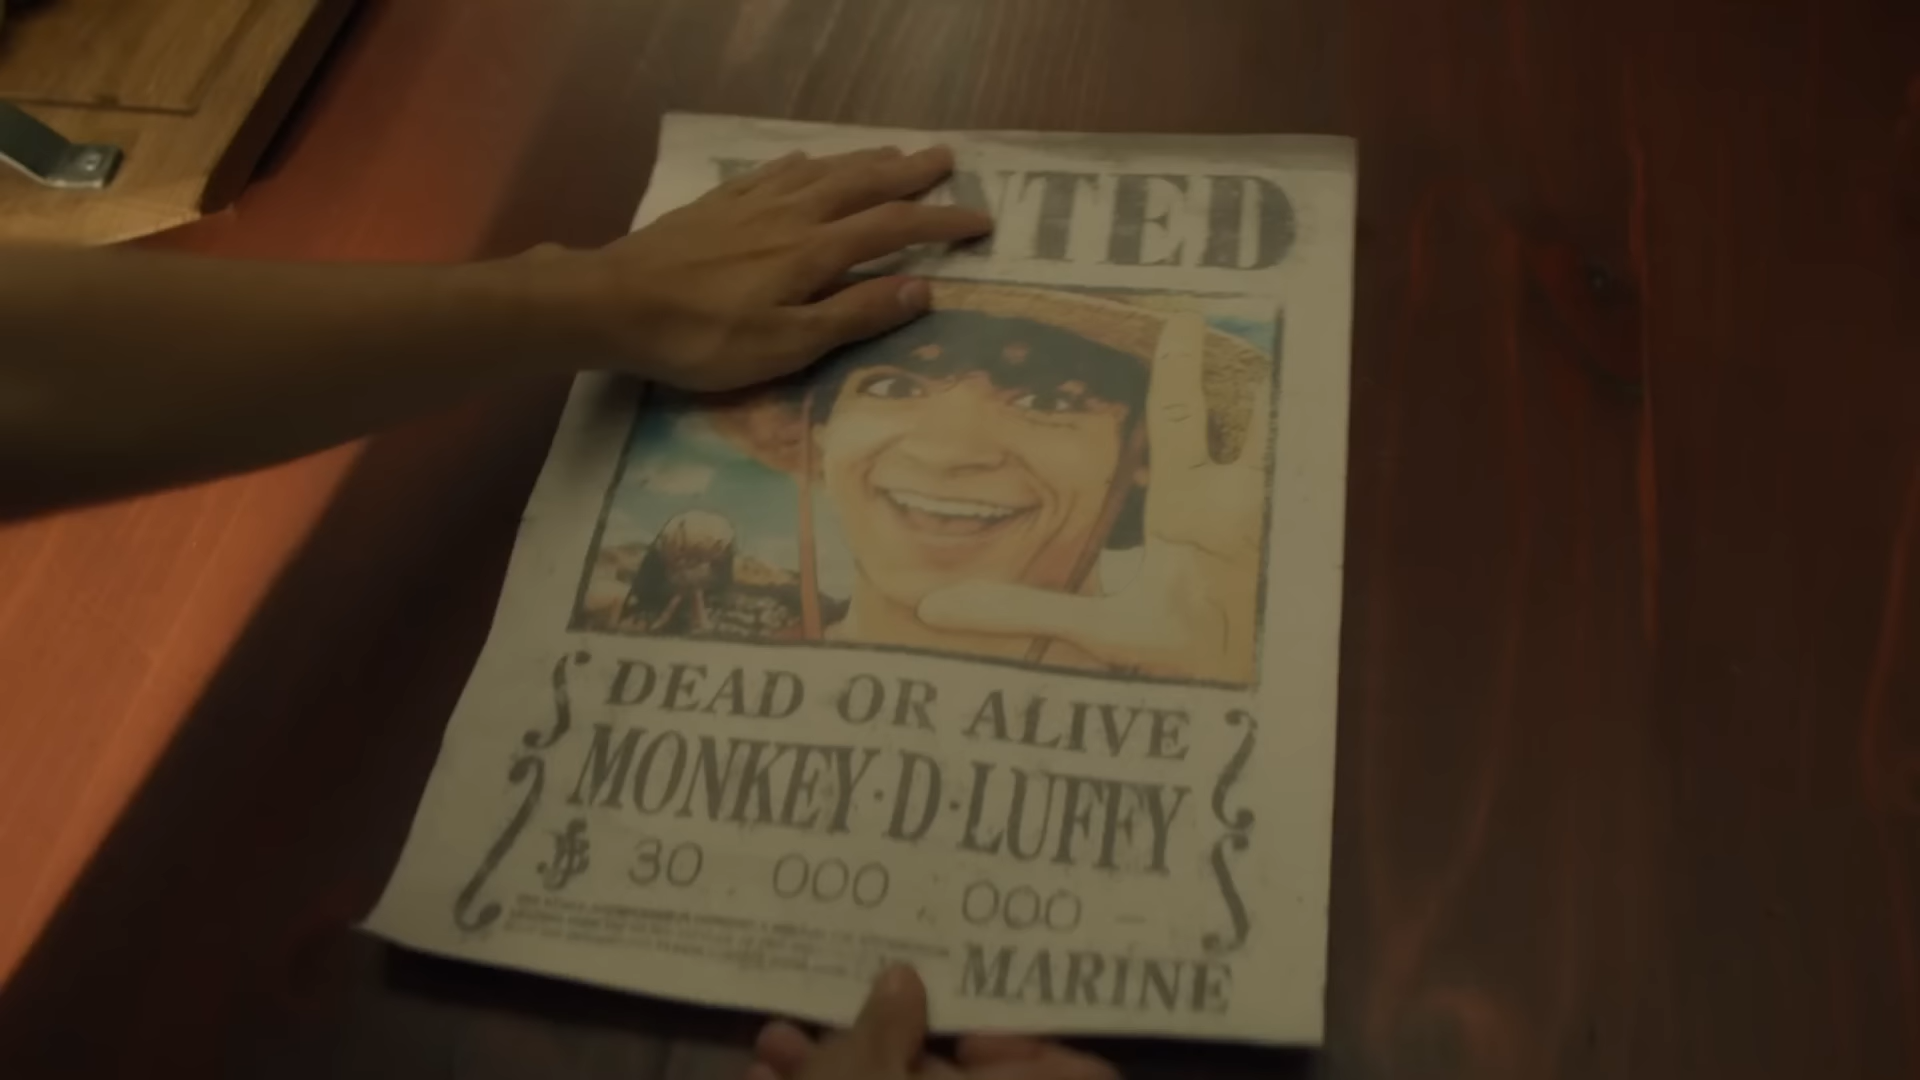 NTED
DEAD OR ALIVE
MONKEY·D·LUFFY
30 000 000 -
MARINE